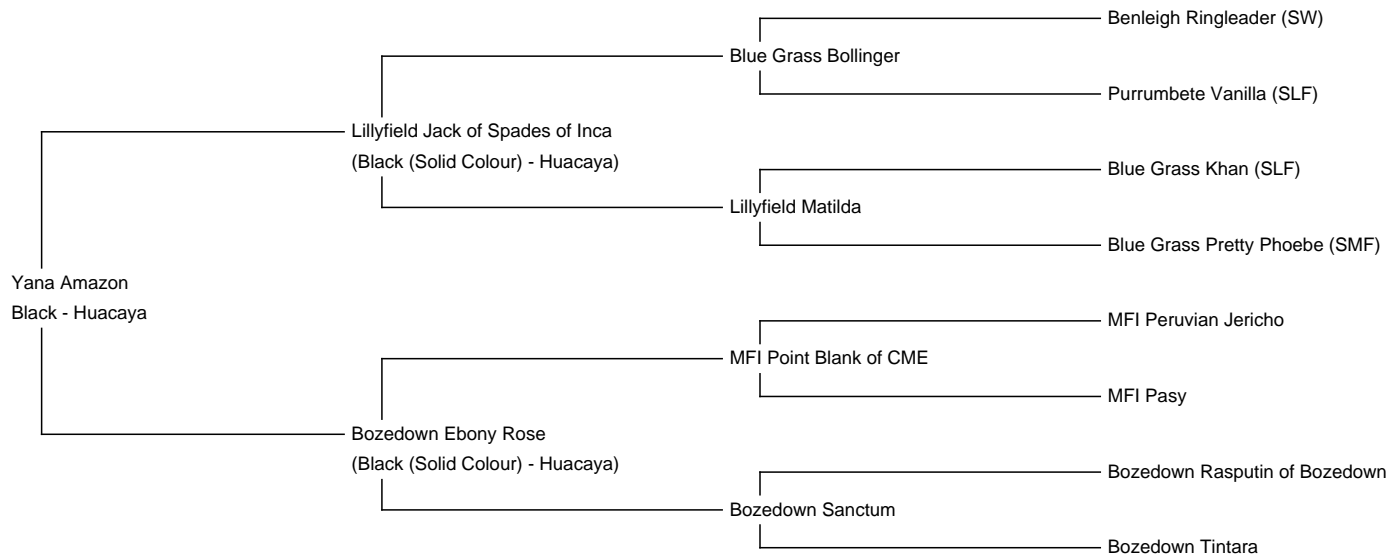 Benleigh Ringleader (SW)
Blue Grass Bollinger
Purrumbete Vanilla (SLF)
Lillyfield Jack of Spades of Inca
(Black (Solid Colour) - Huacaya)
Blue Grass Khan (SLF)
Lillyfield Matilda
Blue Grass Pretty Phoebe (SMF)
Yana Amazon
Black - Huacaya
MFI Peruvian Jericho
MFI Point Blank of CME
MFI Pasy
Bozedown Ebony Rose
(Black (Solid Colour) - Huacaya)
Bozedown Rasputin of Bozedown
Bozedown Sanctum
Bozedown Tintara